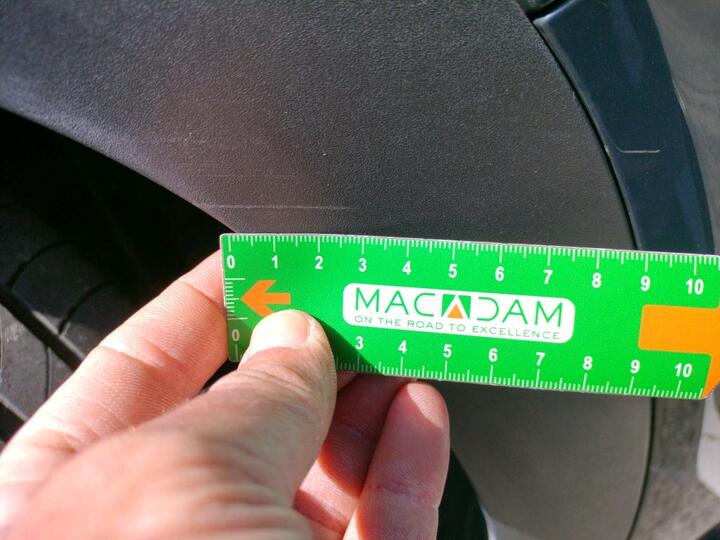 0 1 2 3 4 5 6 7 8 9 10
MACADAM
ON THE ROAD TO EXCELLENCE
0 3 4 5 6 7 8 9 10